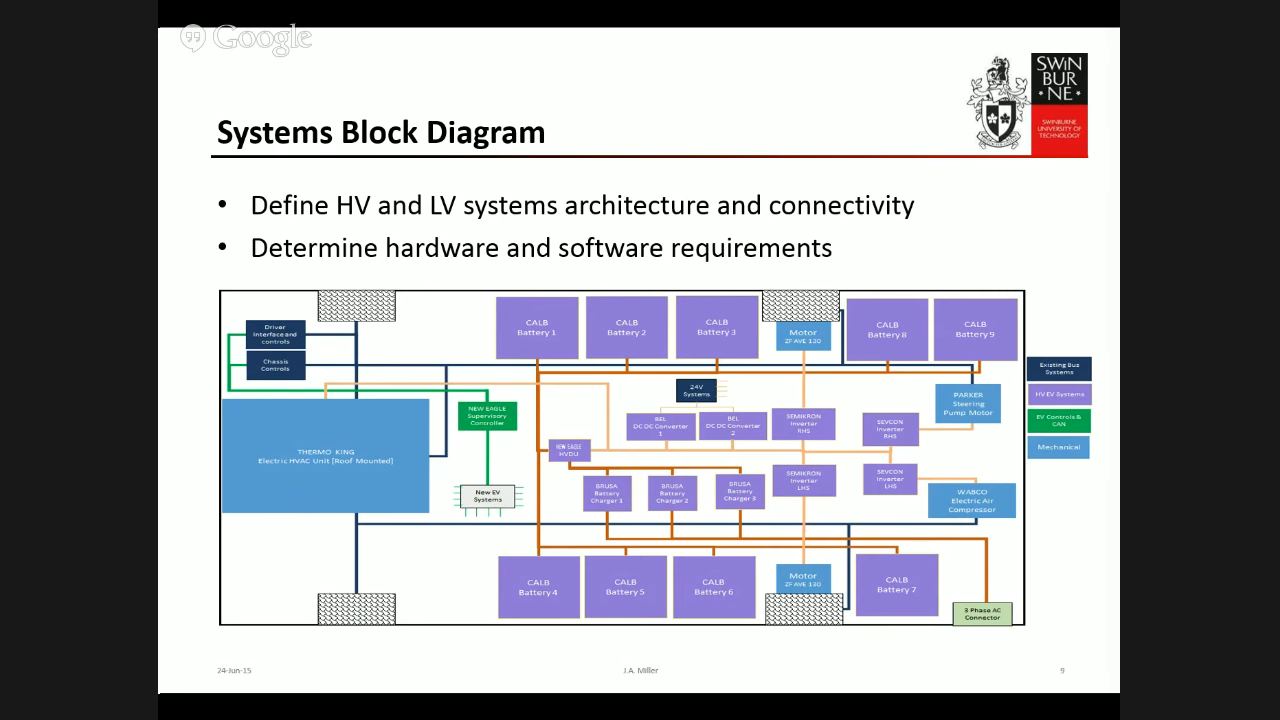 Google
SWIN
BUR
NE
SWINBURNE
UNIVERSITY OF
TECHNOLOGY
Systems Block Diagram
• Define HV and LV systems architecture and connectivity
• Determine hardware and software requirements
Driver
Interface and
controls
Chassis
Controls
CALB
Battery 1
CALB
Battery 2
CALB
Battery 3
Motor
ZF AVE 130
CALB
Battery 8
CALB
Battery 9
Existing Bus
Systems
HV EV Systems
EV Controls &
CAN
Mechanical
24V
Systems
PARKER
Steering
Pump Motor
NEW EAGLE
Supervisory
Controller
BEL
DC DC Converter
1
BEL
DC DC Converter
2
SEMIKRON
Inverter
RHS
SEVCON
Inverter
RHS
THERMO KING
Electric HVAC Unit [Roof Mounted]
NEW EAGLE
HVDU
New EV
Systems
BRUSA
Battery
Charger 1
BRUSA
Battery
Charger 2
BRUSA
Battery
Charger 3
SEMIKRON
Inverter
LHS
SEVCON
Inverter
LHS
WABCO
Electric Air
Compressor
CALB
Battery 4
CALB
Battery 5
CALB
Battery 6
Motor
ZF AVE 130
CALB
Battery 7
3 Phase AC
Connector
24-Jun-15
J.A. Miller
9